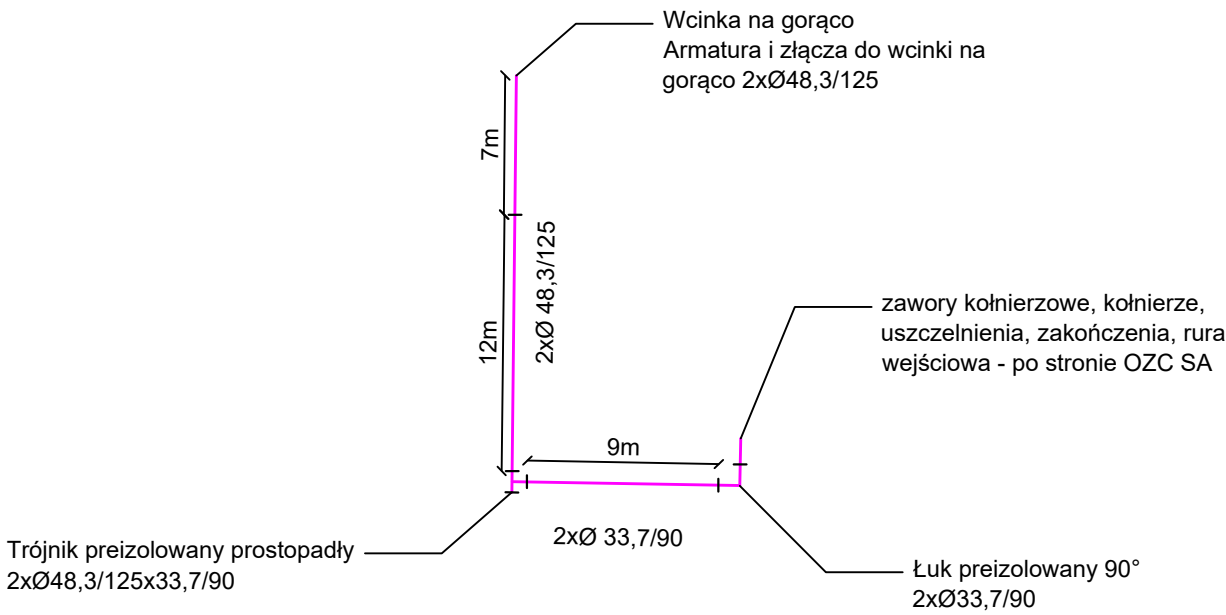 Wcinka na gorąco
Armatura i złącza do wcinki na
gorąco 2xØ48,3/125
7m
2xØ 48,3/125
12m
zawory kołnierzowe, kołnierze,
uszczelnienia, zakończenia, rura
wejściowa - po stronie OZC SA
9m
2xØ 33,7/90
Trójnik preizolowany prostopadły
2xØ48,3/125x33,7/90
Łuk preizolowany 90°
2xØ33,7/90